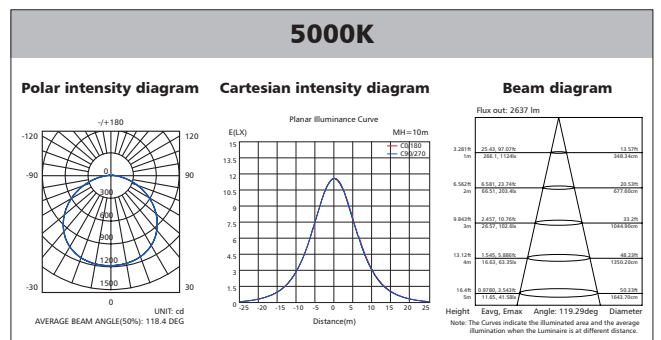 5000K
Polar intensity diagram
Cartesian intensity diagram
Beam diagram
-/+180
-120
120
-90
90
-30
30
0
0
300
600
900
1200
1500
UNIT: cd
AVERAGE BEAM ANGLE(50%): 118.4 DEG
Planar Illuminance Curve
E(LX)
MH=10m
C0/180
C90/270
15
13.5
12
10.5
9
7.5
6
4.5
3
1.5
0
-25 -20 -15 -10 -5 0 5 10 15 20 25
Distance(m)
Flux out: 2637 lm
3.281ft 25.43, 97.07fc 13.57ft
1m 266.1, 1124lx 348.34cm
6.562ft 6.581, 23.74fc 20.53ft
2m 66.51, 203.4lx 677.60cm
9.842ft 2.457, 10.76fc 33.2ft
3m 26.57, 102.6lx 1044.90cm
13.12ft 1.545, 5.886fc 48.23ft
4m 16.63, 63.35lx 1350.20cm
16.4ft 0.9780, 3.543fc 50.33ft
5m 11.65, 41.58lx 1643.70cm
Height Eavg, Emax Angle: 119.29deg Diameter
Note: The Curves indicate the illuminated area and the average
illumination when the Luminaire is at different distance.